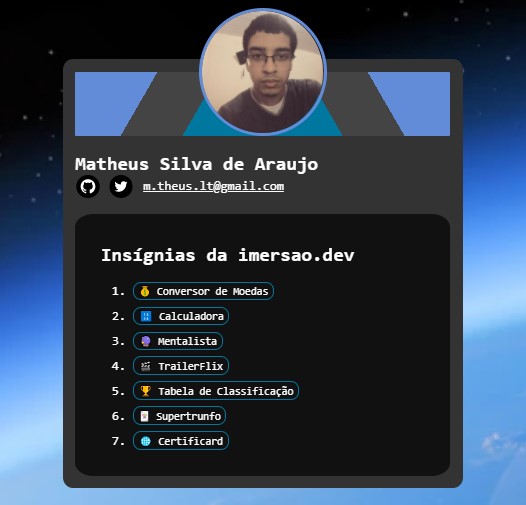 Matheus Silva de Araujo
m.theus.lt@gmail.com
Insígnias da imersao.dev
1. Conversor de Moedas
2. Calculadora
3. Mentalista
4. TrailerFlix
5. Tabela de Classificação
6. Supertrunfo
7. Certificard